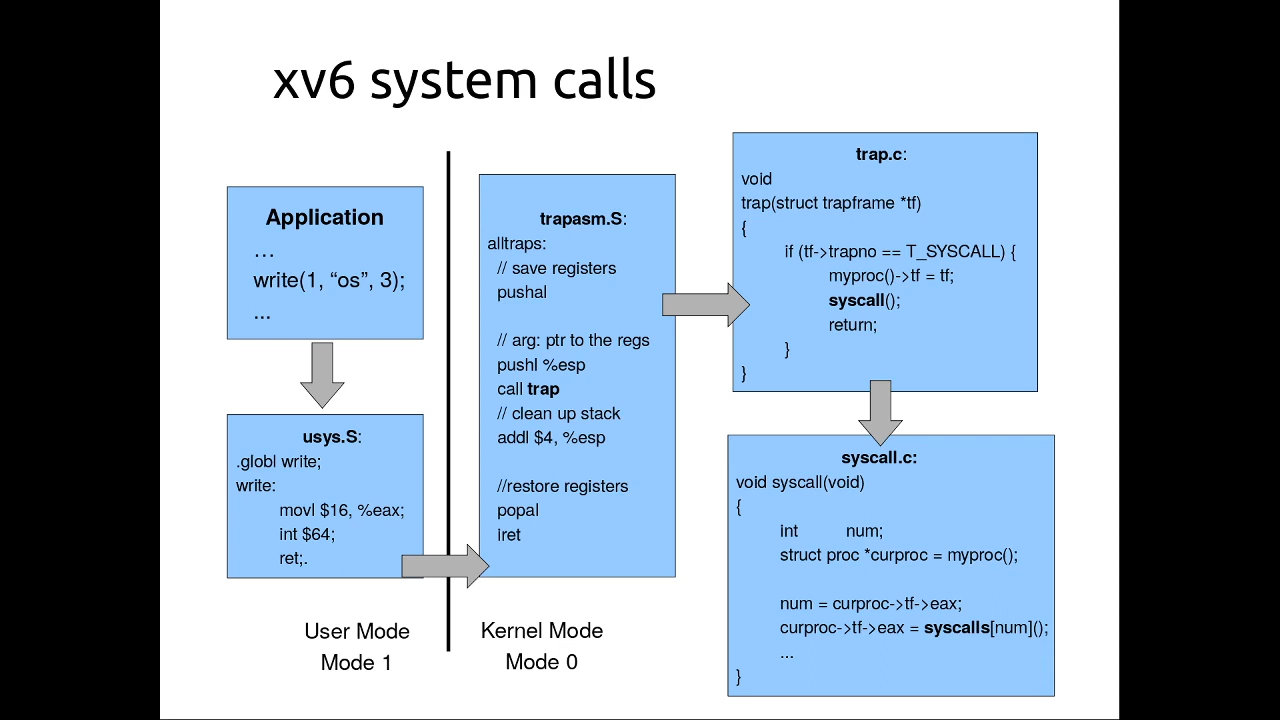 xv6 system calls
Application
...
write(1, “os”, 3);
...
usys.S:
.globl write;
write:
movl $16, %eax;
int $64;
ret;.
User Mode
Mode 1
Kernel Mode
Mode 0
trapasm.S:
alltraps:
// save registers
pushal
// arg: ptr to the regs
pushl %esp
call trap
// clean up stack
addl $4, %esp
//restore registers
popal
iret
trap.c:
void
trap(struct trapframe *tf)
{
if (tf->trapno == T_SYSCALL) {
myproc()->tf = tf;
syscall();
return;
}
}
syscall.c:
void syscall(void)
{
int num;
struct proc *curproc = myproc();
num = curproc->tf->eax;
curproc->tf->eax = syscalls[num]();
...
}